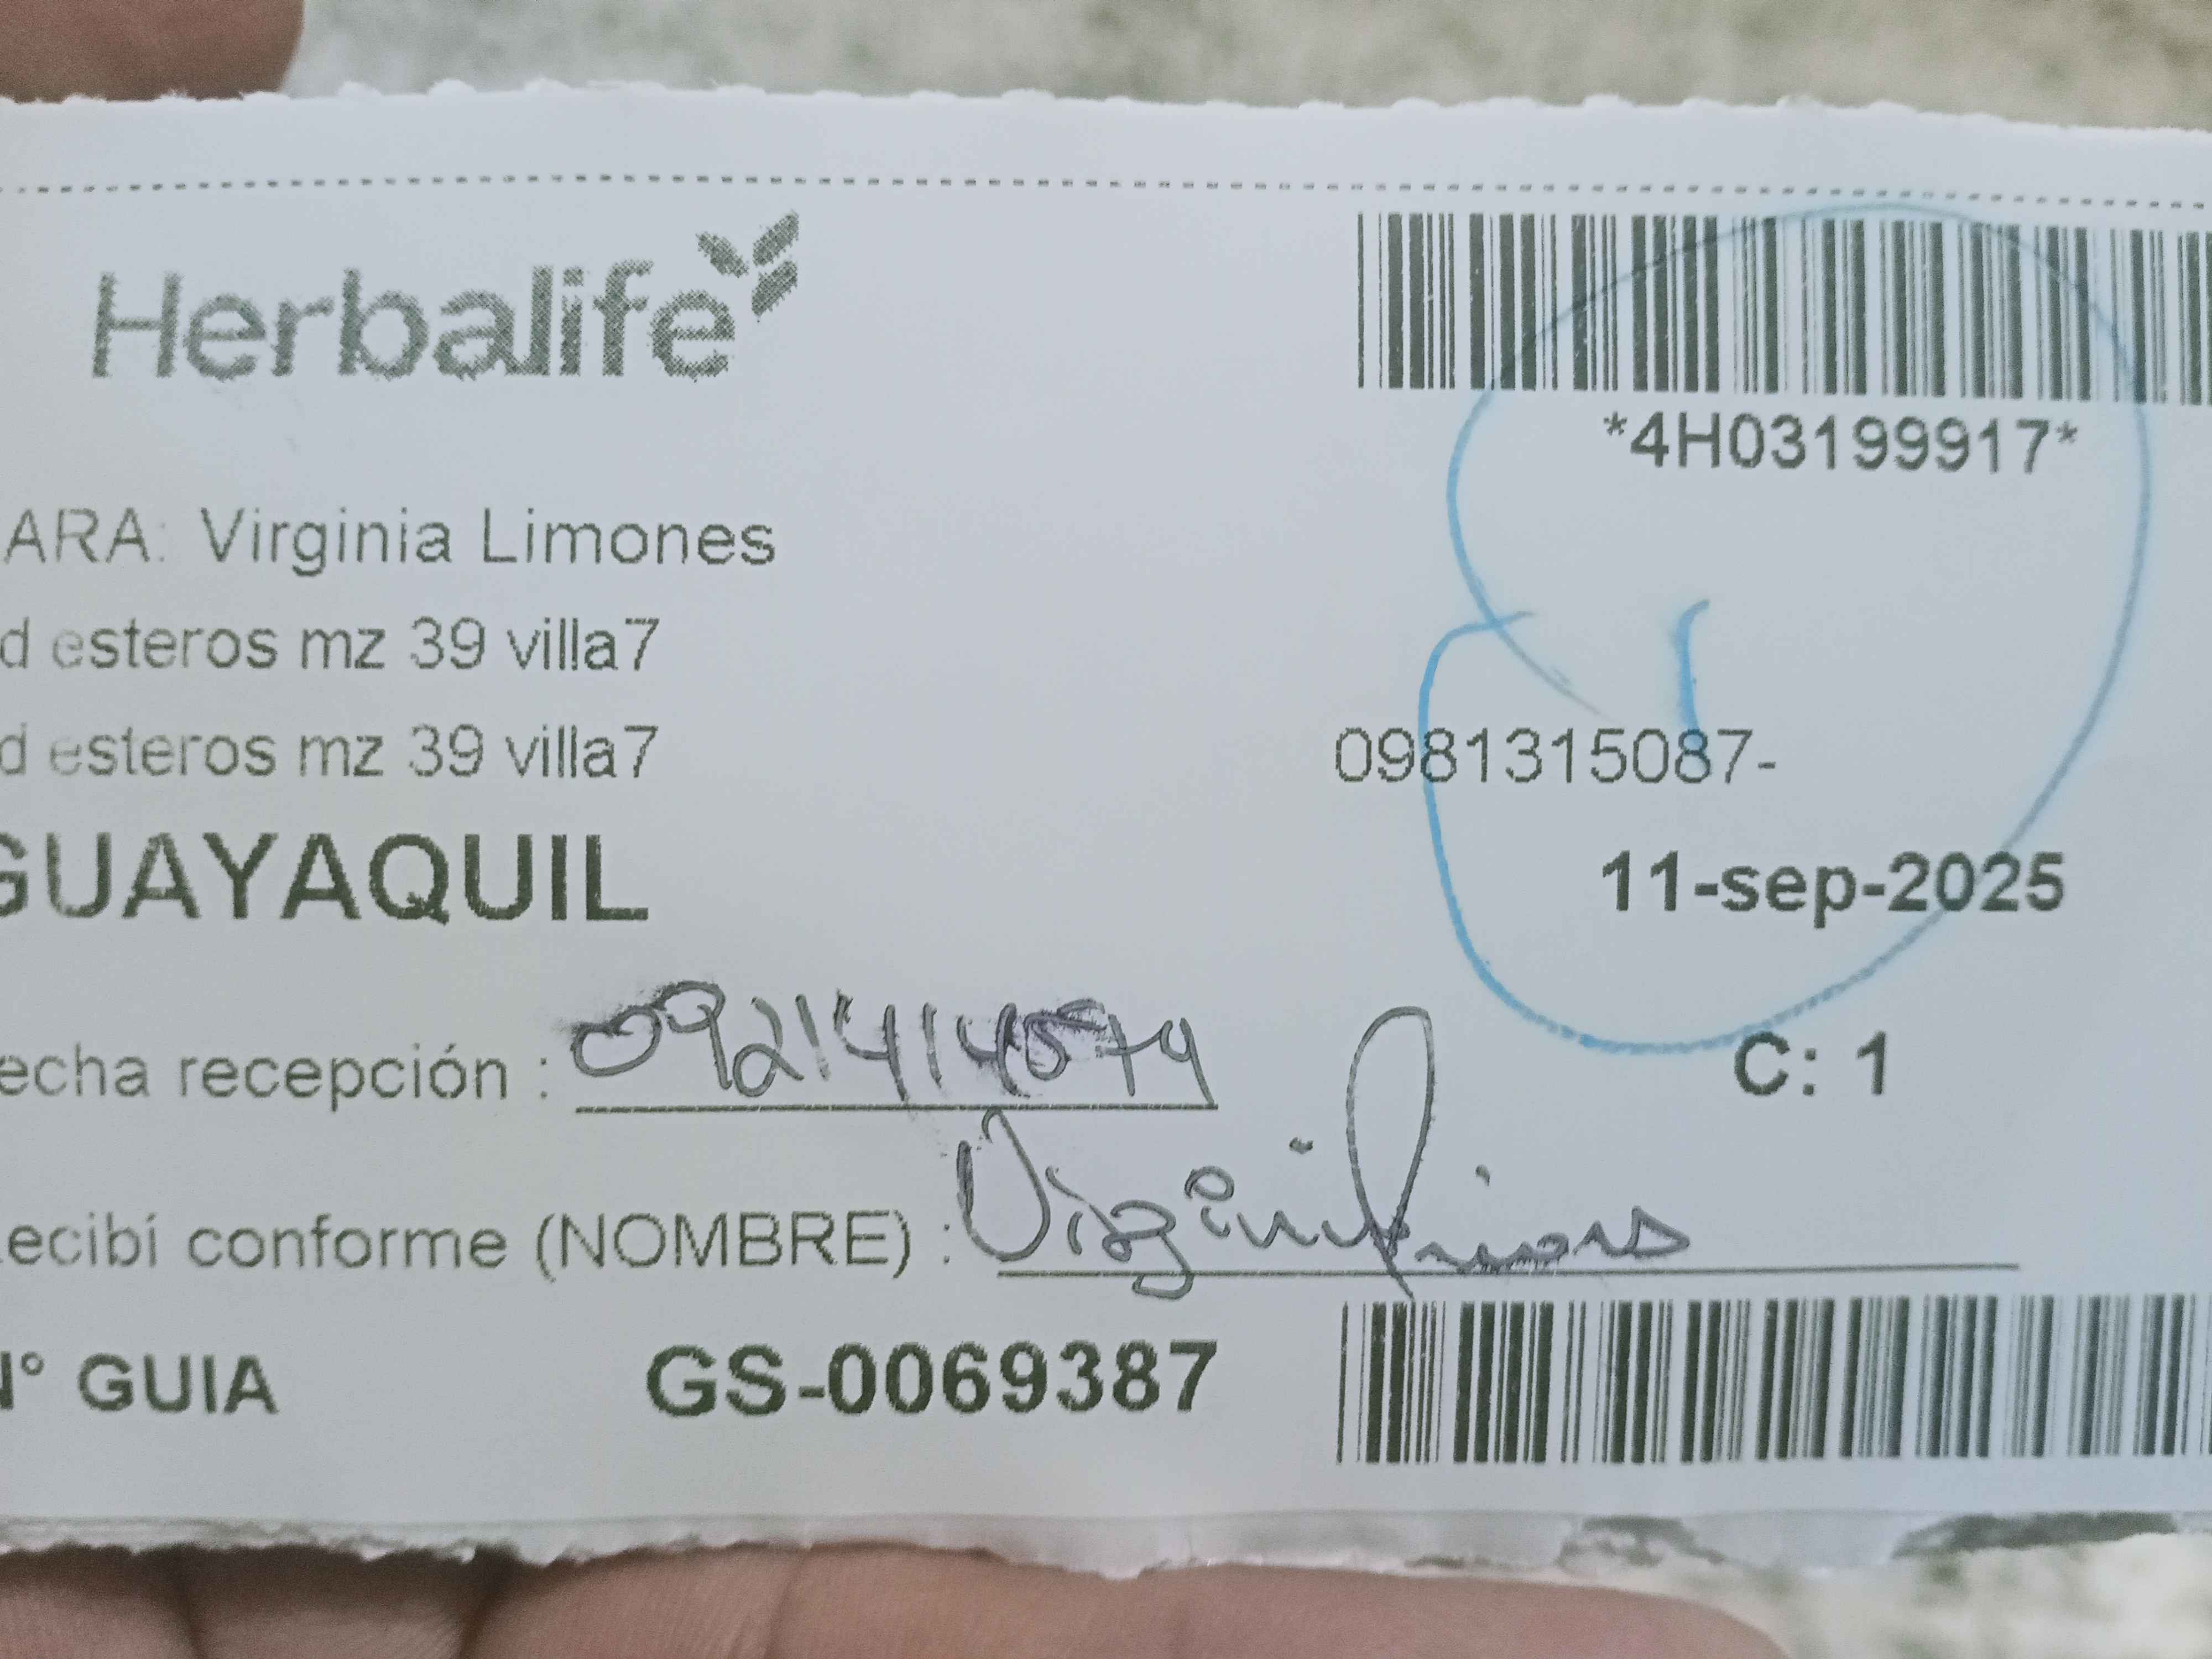 Herbalife
*4H03199917*
ARA: Virginia Limones
d esteros mz 39 villa7
d esteros mz 39 villa7
0981315087-
GUAYAQUIL
11-sep-2025
echa recepción :
C: 1
ecibí conforme (NOMBRE) :
N° GUIA GS-0069387